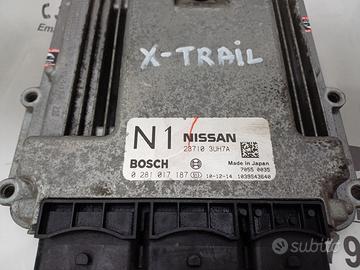 X-TRAIL
N1 NISSAN
23710 3UH7A
BOSCH
Made in Japan
7055 0035
0 281 017 187
10-12-14
1039S43640
subito